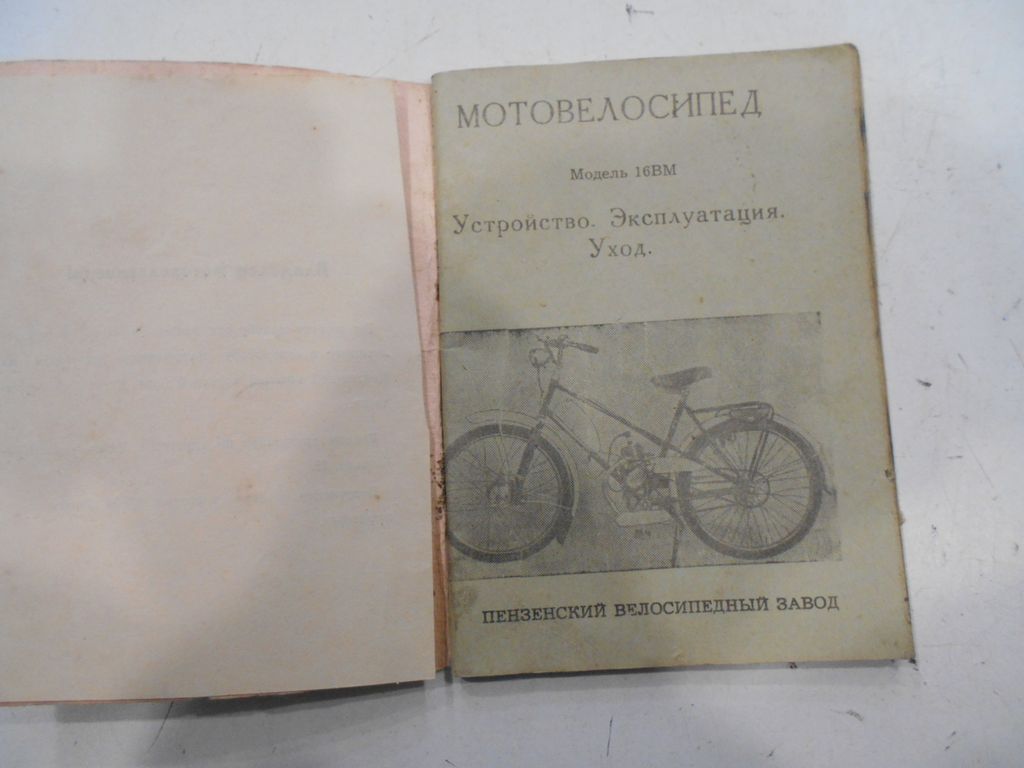 МОТОВЕЛОСИПЕД
Модель 16ВМ
Устройство. Эксплуатация.
Уход.
ПЕНЗЕНСКИЙ ВЕЛОСИПЕДНЫЙ ЗАВОД